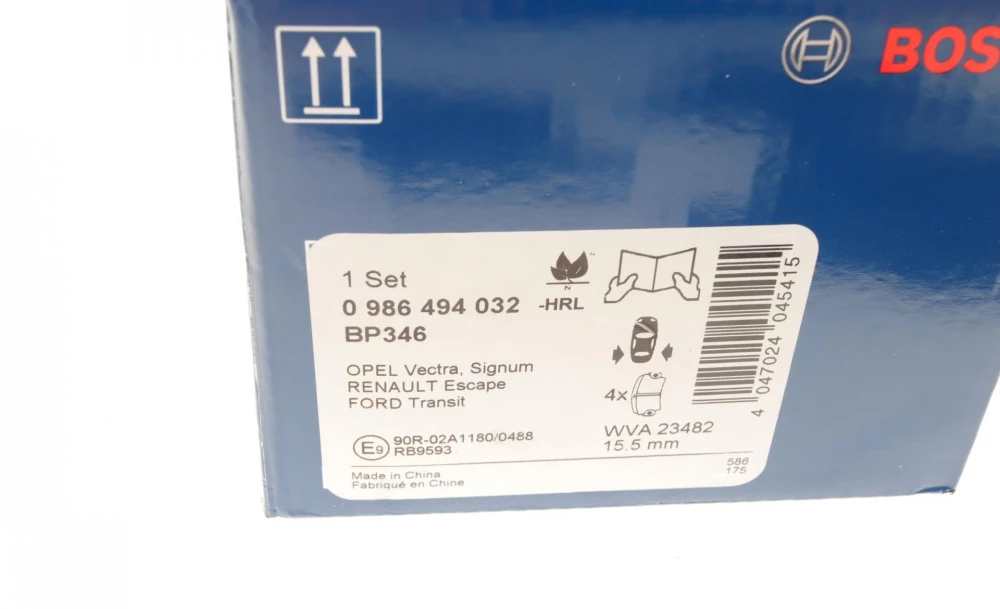 BOS
1 Set
0 986 494 032 -HRL
BP346
OPEL Vectra, Signum
RENAULT Escape
FORD Transit
E9 90R-02A1180/0488
RB9593
Made in China
Fabriqué en Chine
N
4x
WVA 23482
15.5 mm
586
175
4 047024 045415